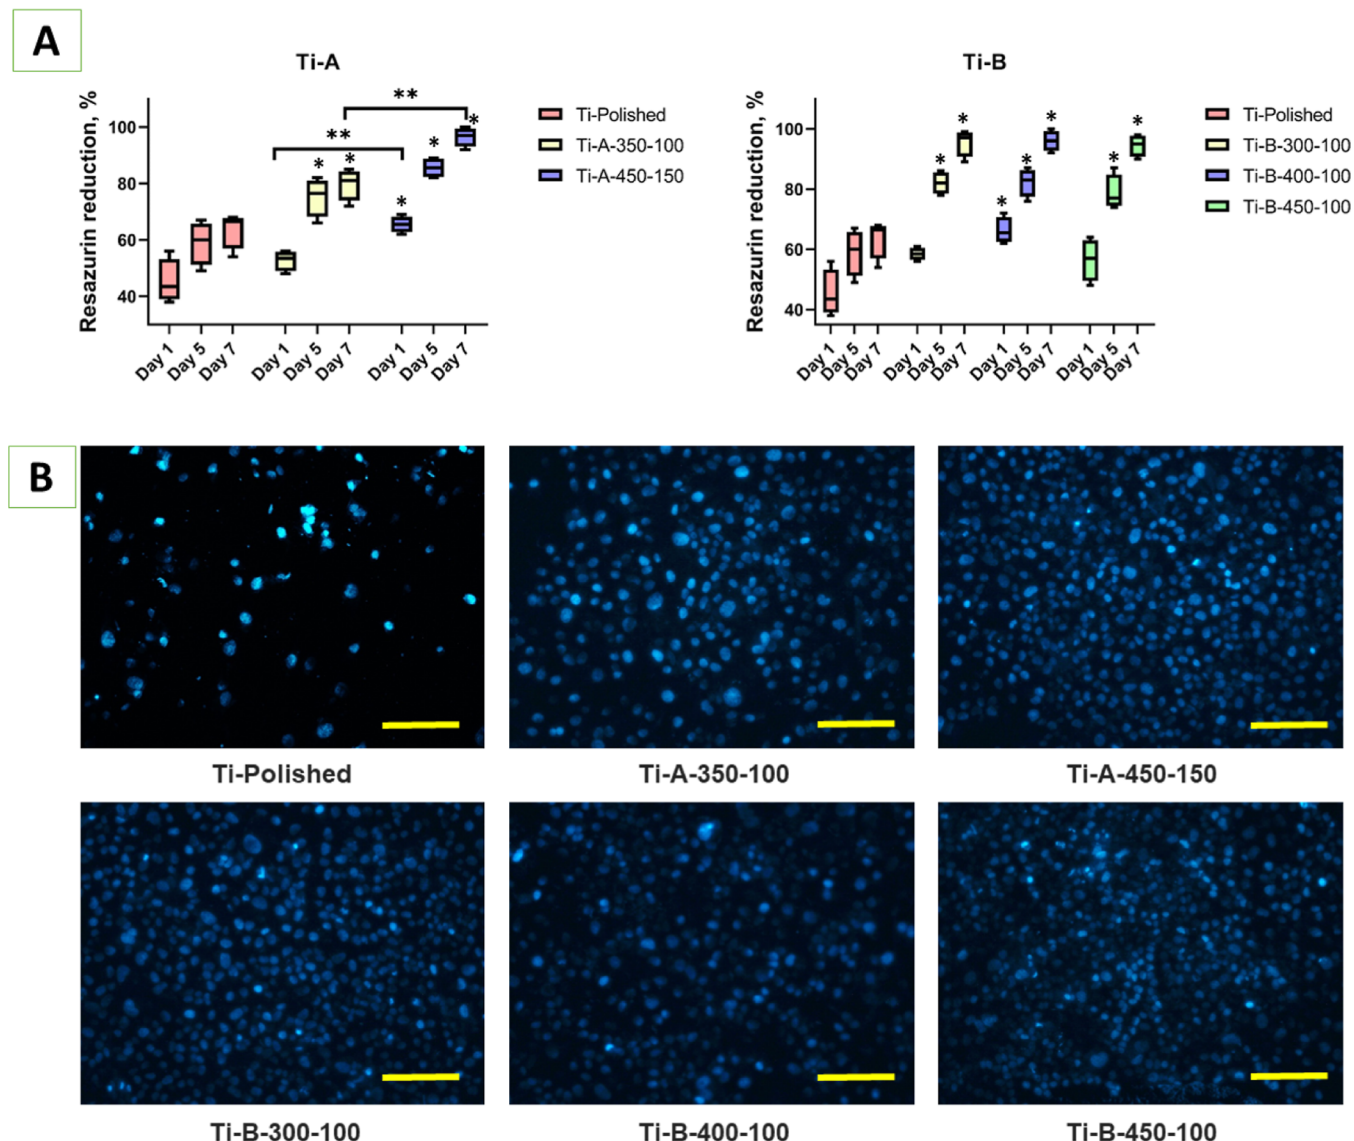 A
Ti-A
Resazurin reduction, %
100
80
60
40
**
**
*
*
*
*
*
Day 1
Day 5
Day 7
Day 1
Day 5
Day 7
Day 1
Day 5
Day 7
Ti-Polished
Ti-A-350-100
Ti-A-450-150
Ti-B
Resazurin reduction, %
100
80
60
40
*
*
*
*
*
*
*
Day 1
Day 5
Day 7
Day 1
Day 5
Day 7
Day 1
Day 5
Day 7
Day 1
Day 5
Day 7
Ti-Polished
Ti-B-300-100
Ti-B-400-100
Ti-B-450-100
B
Ti-Polished
Ti-A-350-100
Ti-A-450-150
Ti-B-300-100
Ti-B-400-100
Ti-B-450-100